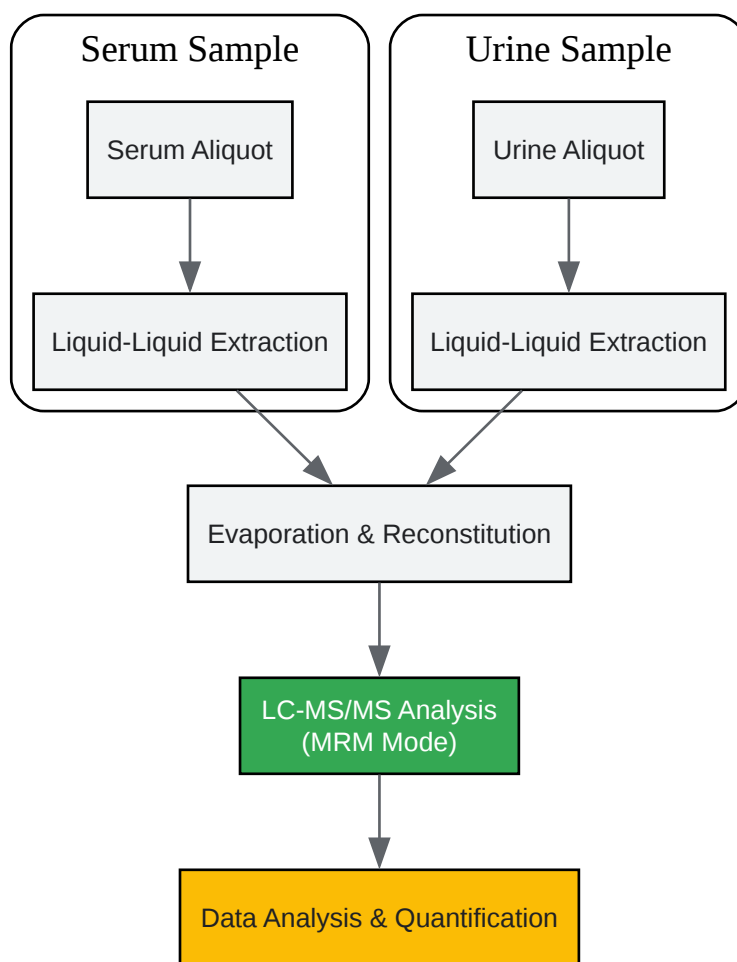 Serum Sample
Urine Sample
Serum Aliquot
Urine Aliquot
Liquid-Liquid Extraction
Liquid-Liquid Extraction
Evaporation & Reconstitution
LC-MS/MS Analysis
(MRM Mode)
Data Analysis & Quantification